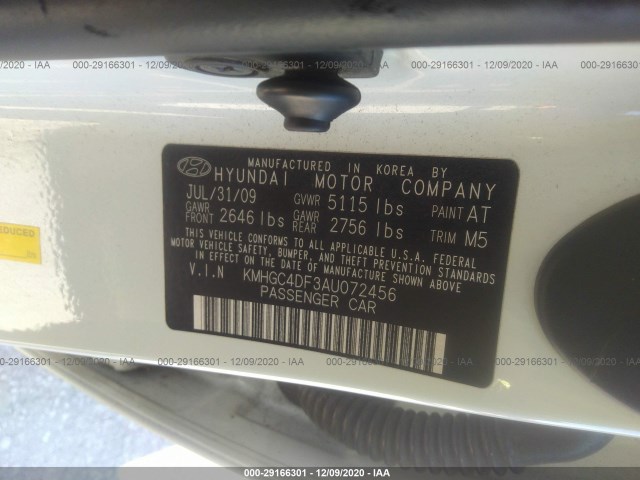 000-29166301 - 12/09/2020 - IAA 000-29166301 - 12/09/2020 - IAA 000-29166301 - 12/09/2020 - IAA
MANUFACTURED IN KOREA BY
HYUNDAI MOTOR COMPANY
JUL/31/09 GVWR 5115 lbs PAINT AT
GAWR FRONT 2646 lbs GAWR REAR 2756 lbs TRIM M5
THIS VEHICLE CONFORMS TO ALL APPLICABLE U.S.A. FEDERAL
MOTOR VEHICLE SAFETY, BUMPER, AND THEFT PREVENTION STANDARDS
IN EFFECT ON THE DATE OF MANUFACTURE SHOWN ABOVE.
V.I.N KMHGC4DF3AU072456
PASSENGER CAR
REDUCED
000-29166301 - 12/09/2020 - IAA 000-29166301 - 12/09/2020 - IAA 000-29166301 - 12/09/2020 - IAA
000-29166301 - 12/09/2020 - IAA